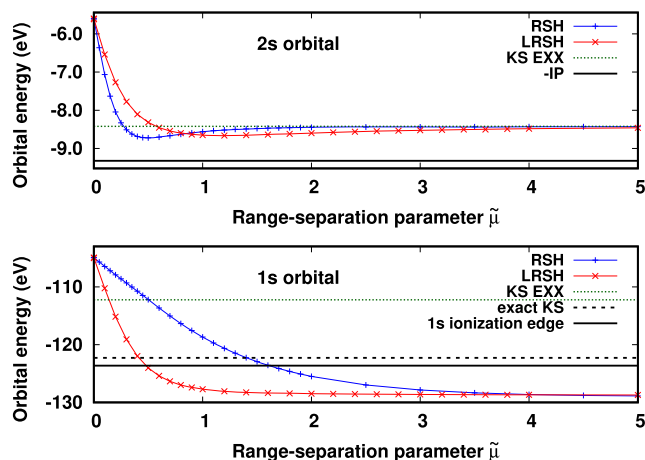 2s orbital
RSH
LRSH
KS EXX
-IP
Orbital energy (eV)
-6.0
-7.0
-8.0
-9.0
0 1 2 3 4 5
Range-separation parameter μ̃
1s orbital
RSH
LRSH
KS EXX
exact KS
1s ionization edge
Orbital energy (eV)
-110
-120
-130
0 1 2 3 4 5
Range-separation parameter μ̃